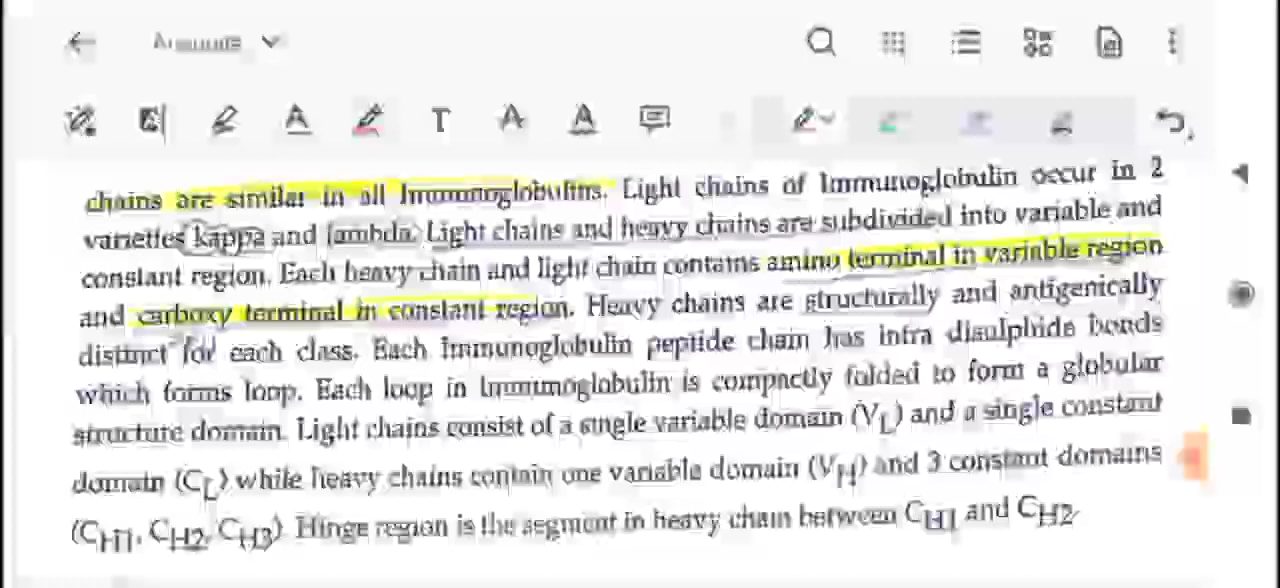 chains are similar in all Immunoglobulins. Light chains of Immunoglobulin occur in 2
varieties kappa and lambda. Light chains and heavy chains are subdivided into variable and
constant region. Each heavy chain and light chain contains amino terminal in variable region
and carboxy terminal in constant region. Heavy chains are structurally and antigenically
distinct for each class. Each Immunoglobulin peptide chain has intra disulphide bonds
which forms loop. Each loop in Immunoglobulin is compactly folded to form a globular
structure domain. Light chains consist of a single variable domain (VL) and a single constant
domain (CL) while heavy chains contain one variable domain (VH) and 3 constant domains
(CH1, CH2, CH3). Hinge region is the segment in heavy chain between CH1 and CH2